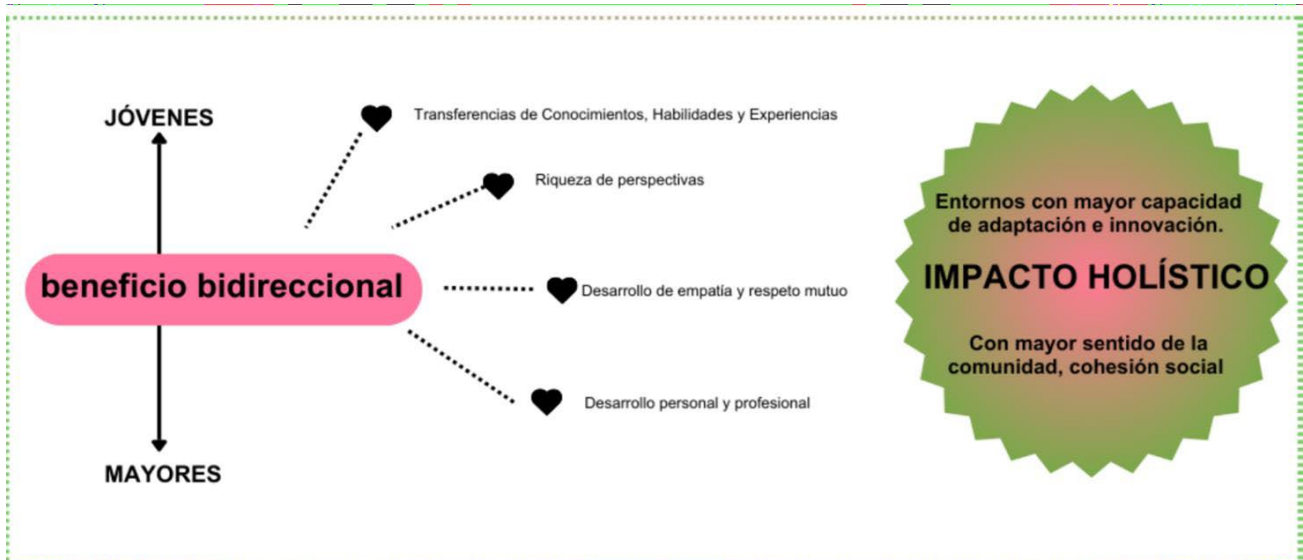 JÓVENES
beneficio bidireccional
MAYORES
Transferencias de Conocimientos, Habilidades y Experiencias
Riqueza de perspectivas
Desarrollo de empatía y respeto mutuo
Desarrollo personal y profesional
Entornos con mayor capacidad
de adaptación e innovación.
IMPACTO HOLÍSTICO
Con mayor sentido de la
comunidad, cohesión social